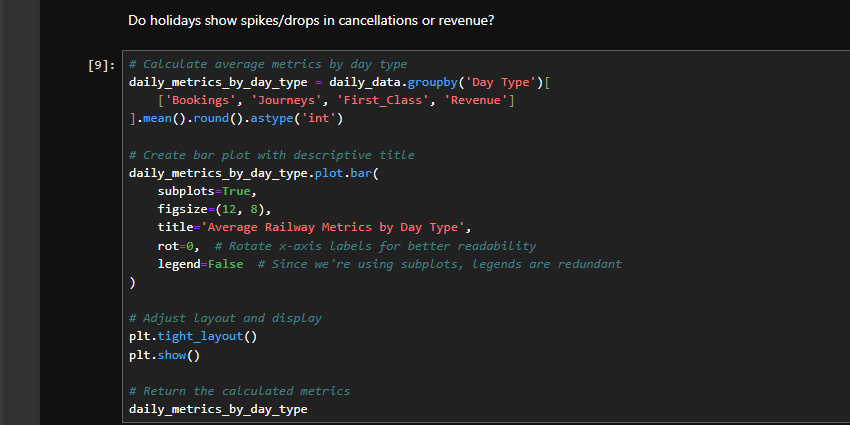 Do holidays show spikes/drops in cancellations or revenue?
[9]:
# Calculate average metrics by day type
daily_metrics_by_day_type = daily_data.groupby('Day Type')[
    ['Bookings', 'Journeys', 'First_Class', 'Revenue']
].mean().round().astype('int')

# Create bar plot with descriptive title
daily_metrics_by_day_type.plot.bar(
    subplots=True,
    figsize=(12, 8),
    title='Average Railway Metrics by Day Type',
    rot=0,  # Rotate x-axis labels for better readability
    legend=False  # Since we're using subplots, legends are redundant
)

# Adjust layout and display
plt.tight_layout()
plt.show()

# Return the calculated metrics
daily_metrics_by_day_type